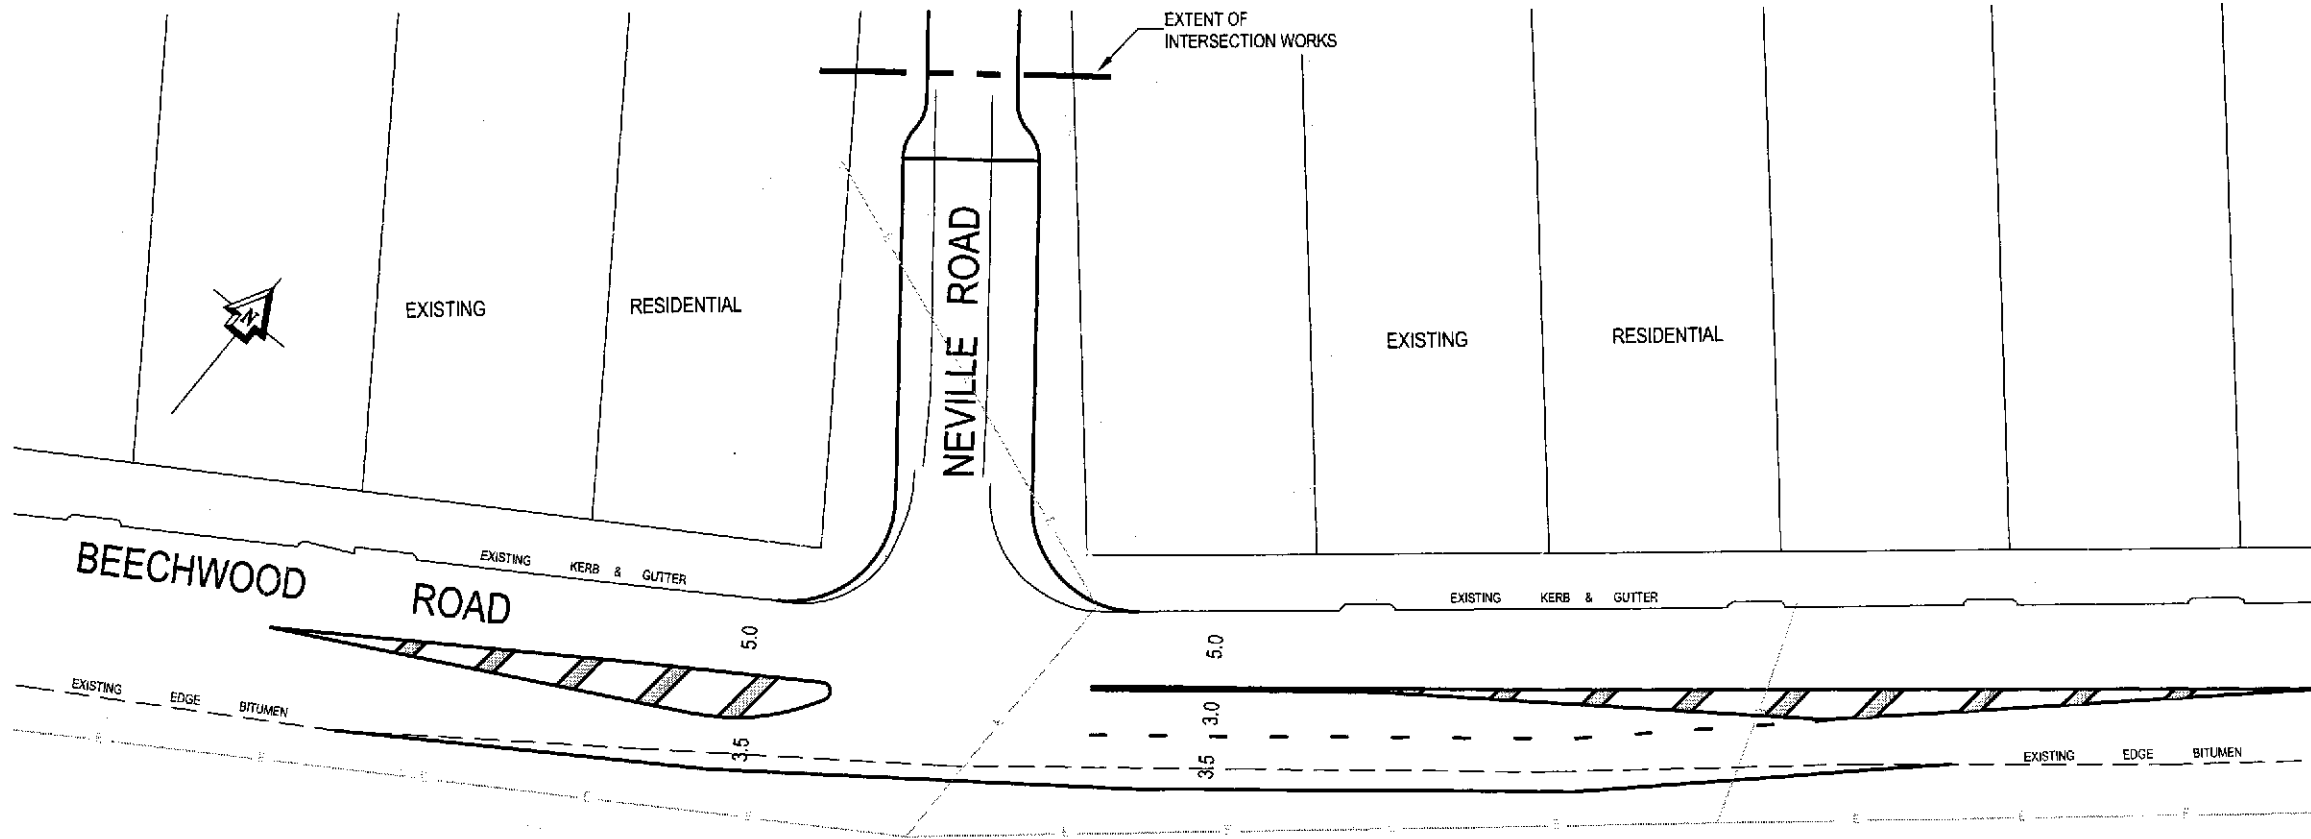 EXTENT OF
INTERSECTION WORKS
NEVILLE ROAD
N
EXISTING RESIDENTIAL
EXISTING RESIDENTIAL
BEECHWOOD ROAD
EXISTING KERB & GUTTER
EXISTING KERB & GUTTER
5.0
5.0
3.0
3.5
3.5
EXISTING EDGE BITUMEN
EXISTING EDGE BITUMEN